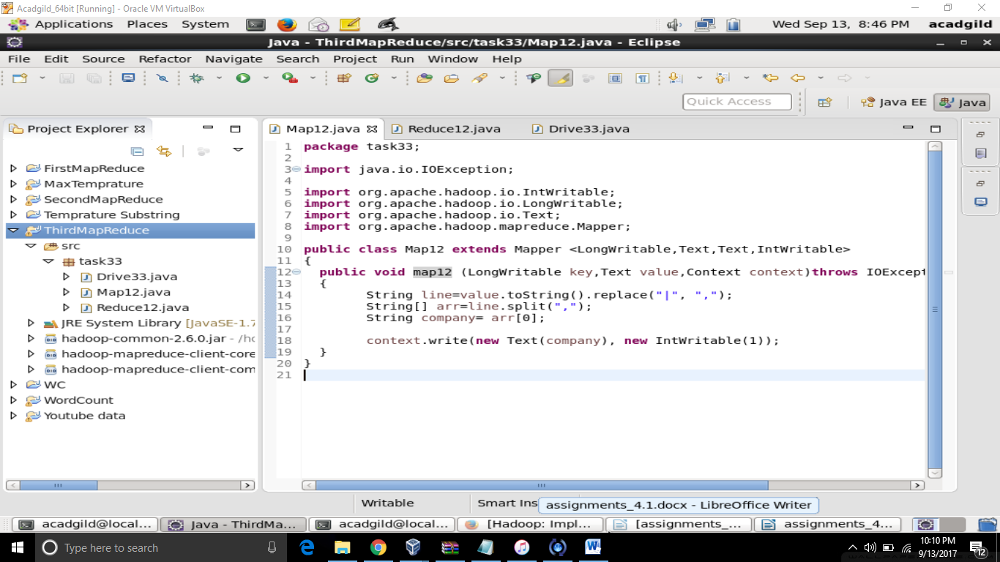 Acadgild_64bit [Running] - Oracle VM VirtualBox
Applications Places System Wed Sep 13, 8:46 PM acadgild
Java - ThirdMapReduce/src/task33/Map12.java - Eclipse
File Edit Source Refactor Navigate Search Project Run Window Help
Quick Access Java EE Java
Project Explorer
FirstMapReduce
MaxTemprature
SecondMapReduce
Temprature Substring
ThirdMapReduce
src
task33
Drive33.java
Map12.java
Reduce12.java
JRE System Library [JavaSE-1.7
hadoop-common-2.6.0.jar - /ho
hadoop-mapreduce-client-core
hadoop-mapreduce-client-com
WC
WordCount
Youtube data
Map12.java Reduce12.java Drive33.java
1 package task33;
2
3 import java.io.IOException;
4
5 import org.apache.hadoop.io.IntWritable;
6 import org.apache.hadoop.io.LongWritable;
7 import org.apache.hadoop.io.Text;
8 import org.apache.hadoop.mapreduce.Mapper;
9
10 public class Map12 extends Mapper <LongWritable,Text,Text,IntWritable>
11 {
12 public void map12 (LongWritable key,Text value,Context context)throws IOExcept
13 {
14 String line=value.toString().replace("|", ",");
15 String[] arr=line.split(",");
16 String company= arr[0];
17
18 context.write(new Text(company), new IntWritable(1));
19 }
20 }
21
Writable Smart Ins
assignments_4.1.docx - LibreOffice Writer
acadgild@local... Java - ThirdMa... acadgild@local... [Hadoop: Impl... [assignments_... assignments_4...
Type here to search
10:10 PM
9/13/2017
12